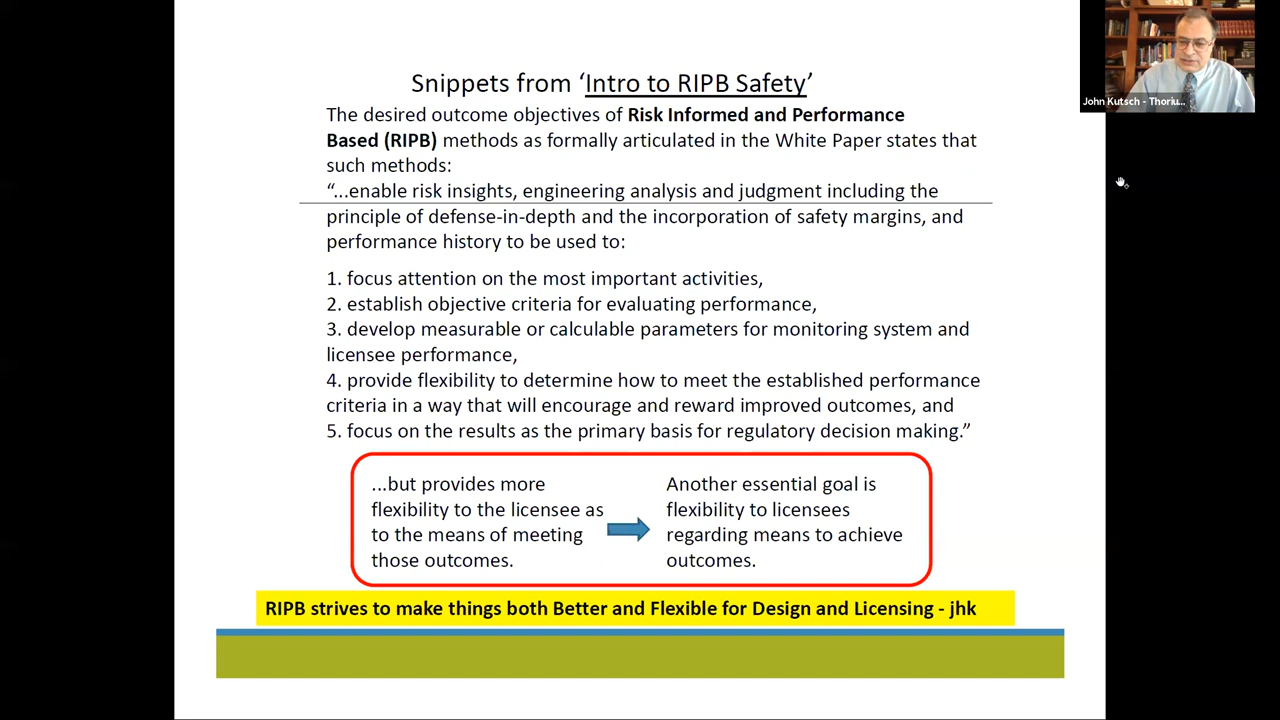 Snippets from ‘Intro to RIPB Safety’
The desired outcome objectives of Risk Informed and Performance
Based (RIPB) methods as formally articulated in the White Paper states that
such methods:
“...enable risk insights, engineering analysis and judgment including the
principle of defense-in-depth and the incorporation of safety margins, and
performance history to be used to:
1. focus attention on the most important activities,
2. establish objective criteria for evaluating performance,
3. develop measurable or calculable parameters for monitoring system and
licensee performance,
4. provide flexibility to determine how to meet the established performance
criteria in a way that will encourage and reward improved outcomes, and
5. focus on the results as the primary basis for regulatory decision making.”
...but provides more
flexibility to the licensee as
to the means of meeting
those outcomes.
Another essential goal is
flexibility to licensees
regarding means to achieve
outcomes.
RIPB strives to make things both Better and Flexible for Design and Licensing - jhk
John Kutsch - Thoriu...